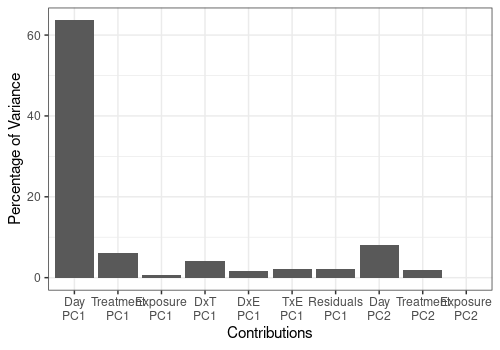 Percentage of Variance
60
40
20
0
Day Treatment Exposure DxT DxE TxE Residuals Day Treatment Exposure
PC1 PC1 PC1 PC1 PC1 PC1 PC1 PC2 PC2 PC2
Contributions